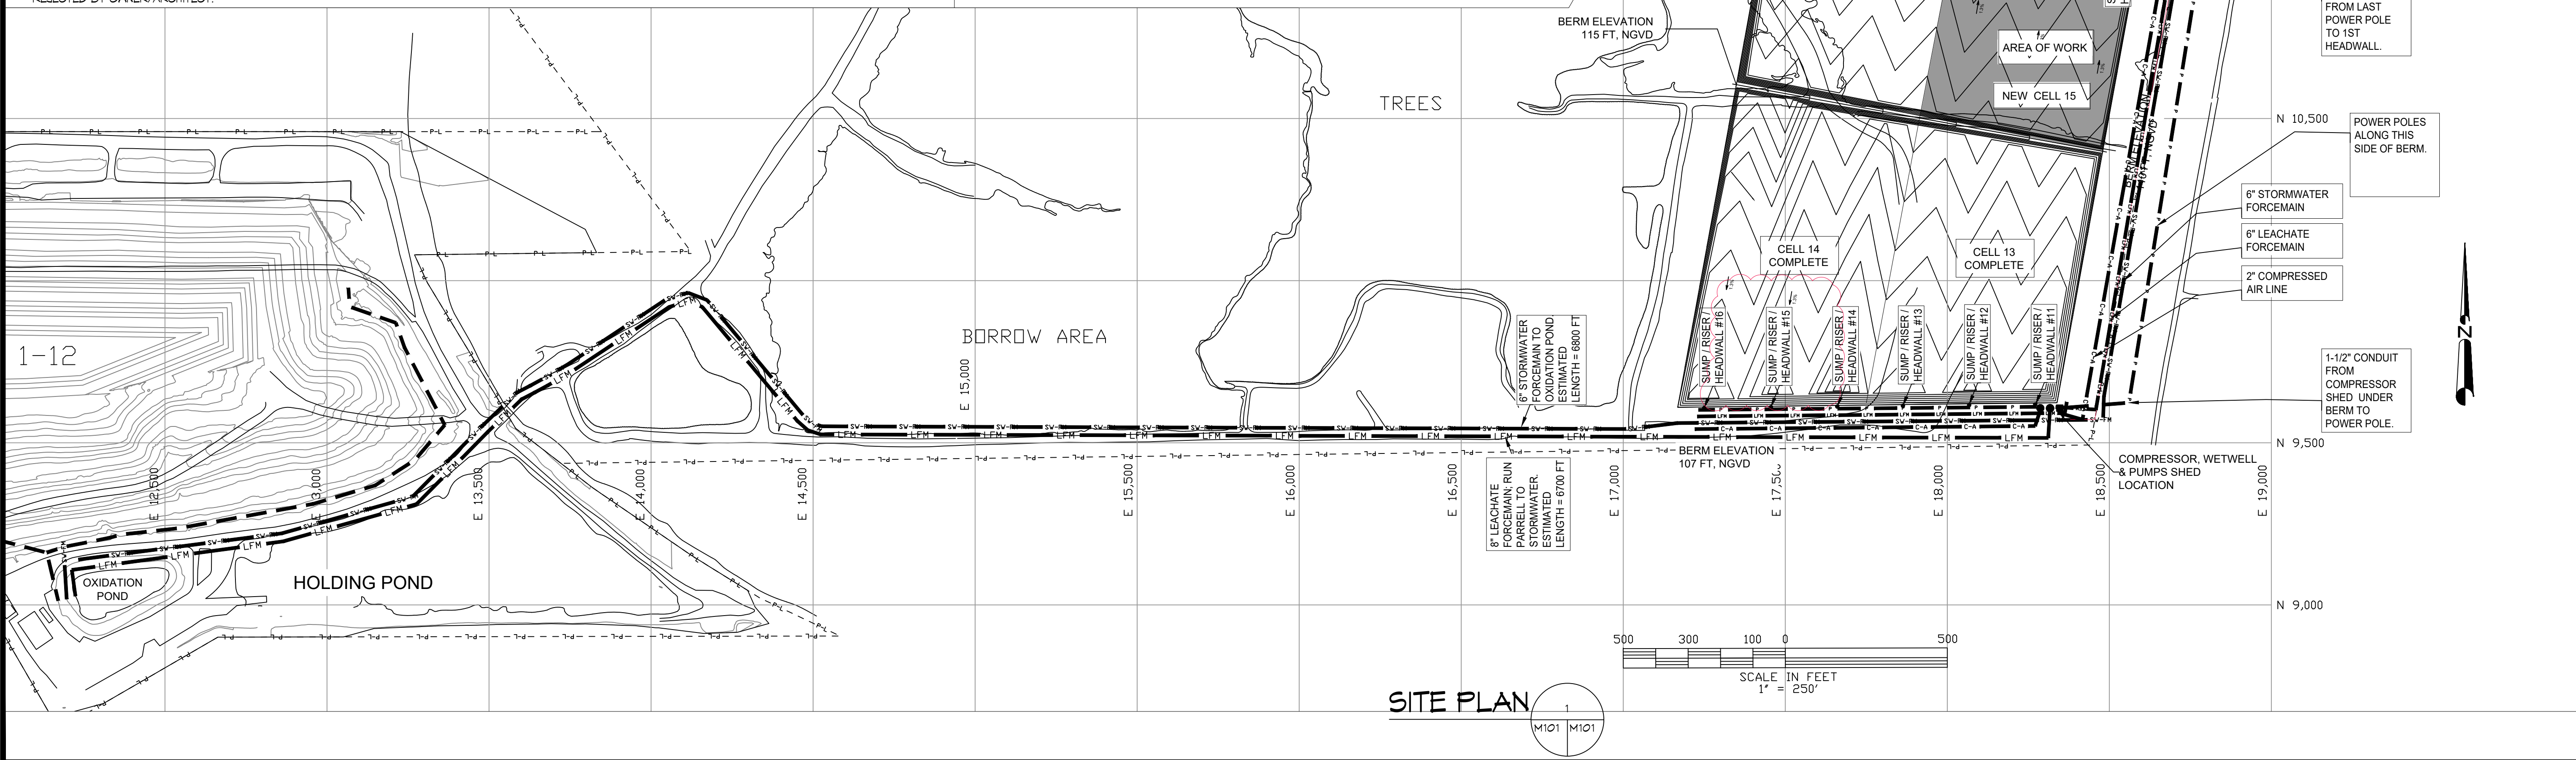 BERM ELEVATION
115 FT, NGVD
AREA OF WORK
NEW CELL 15
FROM LAST
POWER POLE
TO 1ST
HEADWALL.
TREES
N 10,500
POWER POLES
ALONG THIS
SIDE OF BERM.
6" STORMWATER
FORCEMAIN
6" LEACHATE
FORCEMAIN
2" COMPRESSED
AIR LINE
CELL 14
COMPLETE
CELL 13
COMPLETE
BORROW AREA
1-12
E 15,000
6" STORMWATER
FORCEMAIN TO
OXIDATION POND.
ESTIMATED
LENGTH = 6800 FT
SUMP / RISER /
HEADWALL #16
SUMP / RISER /
HEADWALL #15
SUMP / RISER /
HEADWALL #14
SUMP / RISER /
HEADWALL #13
SUMP / RISER /
HEADWALL #12
SUMP / RISER /
HEADWALL #11
1-1/2" CONDUIT
FROM
COMPRESSOR
SHED UNDER
BERM TO
POWER POLE.
N 9,500
BERM ELEVATION
107 FT, NGVD
COMPRESSOR, WETWELL
& PUMPS SHED
LOCATION
8" LEACHATE
FORCEMAIN; RUN
PARRELL TO
STORMWATER.
ESTIMATED
LENGTH = 6700 FT
E 12,500
E 13,500
E 14,000
E 14,500
E 15,500
E 16,000
E 16,500
E 17,000
E 18,000
E 18,500
E 19,000
OXIDATION
POND
HOLDING POND
N 9,000
500 300 100 0 500
SCALE IN FEET
1" = 250'
SITE PLAN
1
M101 M101